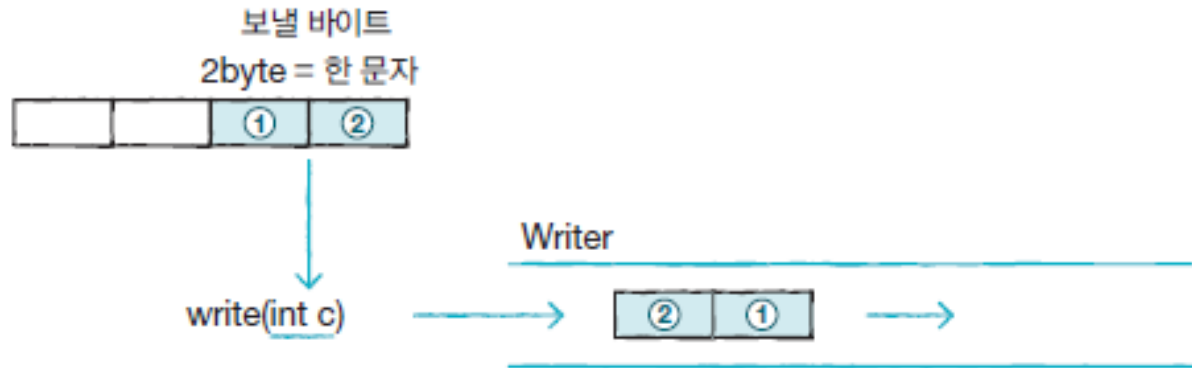 보낼 바이트
2byte = 한 문자
① ②
Writer
write(int c)
② ①